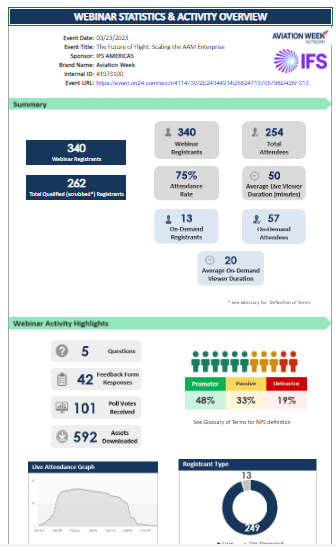 WEBINAR STATISTICS & ACTIVITY OVERVIEW
Event Date: 03/23/2023
Event Title: The Future of Flight: Scaling the AAM Enterprise
Sponsor: IFS AMERICAS
Brand Name: Aviation Week
Internal ID: #1973100
Event URL:
AVIATION WEEK
NETWORK
IFS
Summary
340
Webinar Registrants
262
Total Qualified (scrubbed*) Registrants
340
Webinar
Registrants
254
Total
Attendees
75%
Attendance
Rate
50
Average Live Viewer
Duration (minutes)
13
On-Demand
Registrants
57
On-Demand
Attendees
20
Average On-Demand
Viewer Duration
* See Glossary for Definition of Terms
Webinar Activity Highlights
5 Questions
42 Feedback Form
Responses
101 Poll Votes
Received
592 Assets
Downloaded
Promoter Passive Detractor
48% 33% 19%
See Glossary of Terms for NPS definition
Live Attendance Graph
Registrant Type
13
249
Live On-Demand